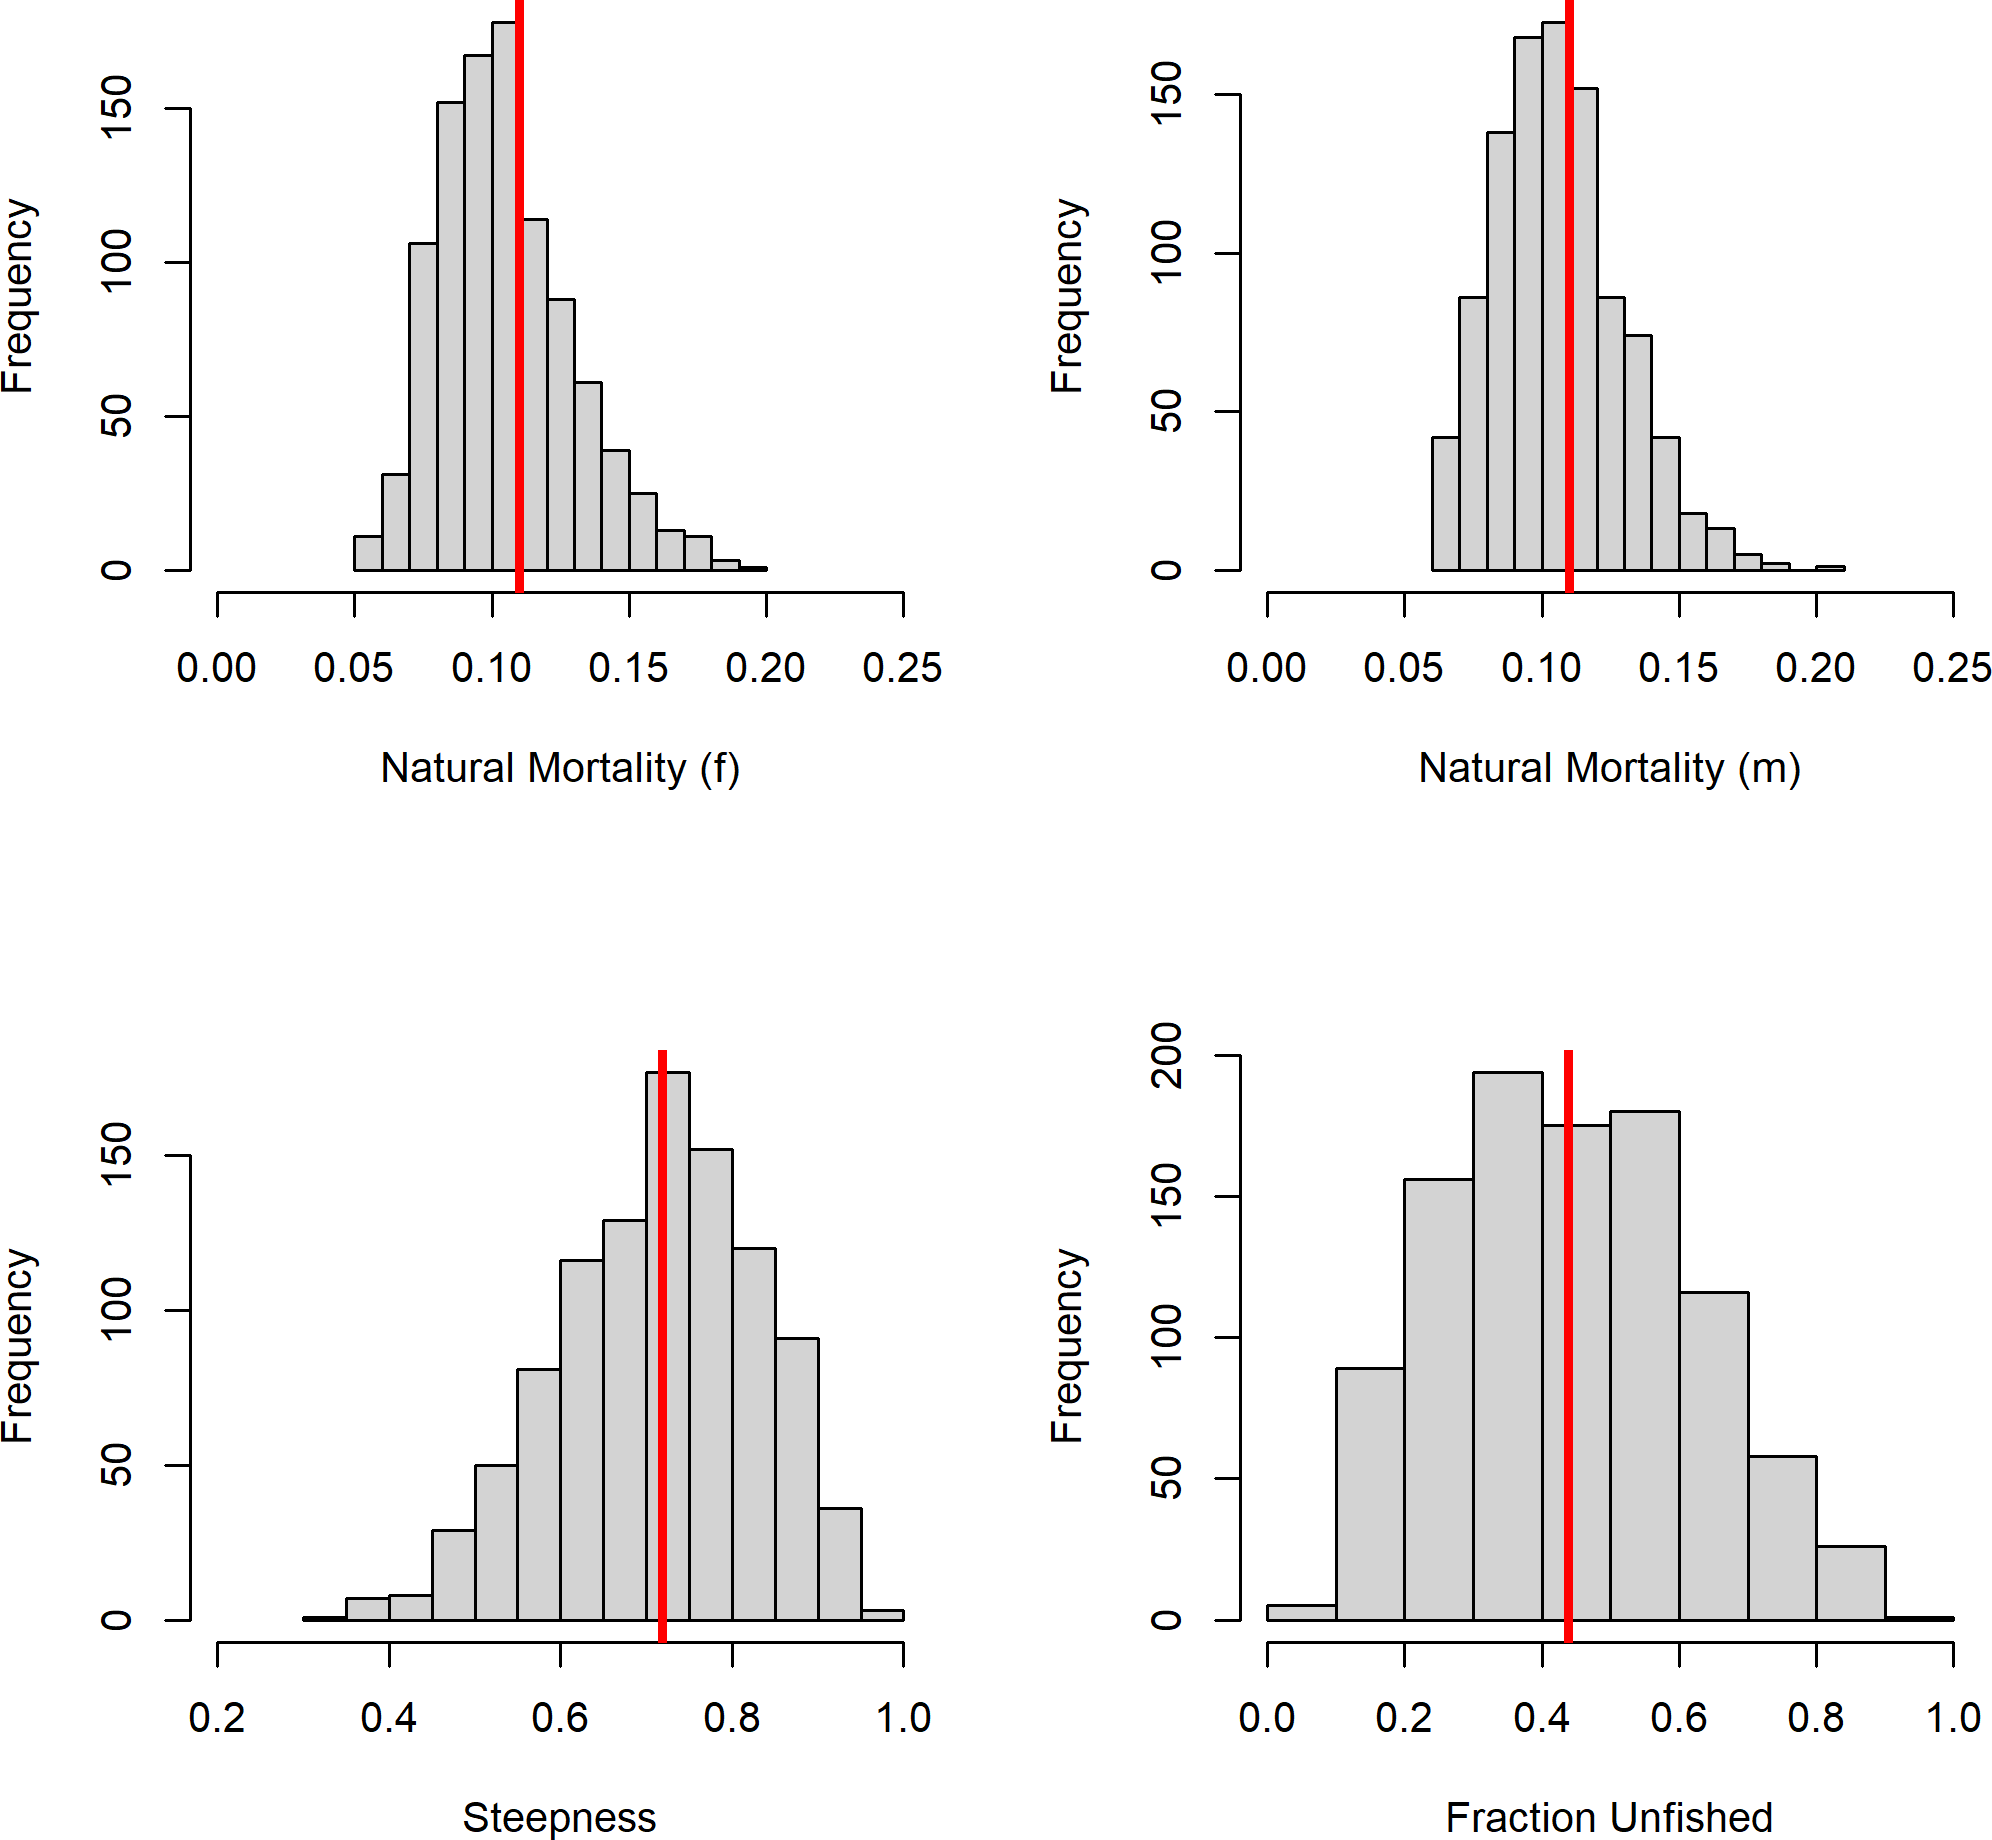 Frequency
150
100
50
0
0.00 0.05 0.10 0.15 0.20 0.25
Natural Mortality (f)
Frequency
150
100
50
0
0.00 0.05 0.10 0.15 0.20 0.25
Natural Mortality (m)
Frequency
150
100
50
0
0.2 0.4 0.6 0.8 1.0
Steepness
Frequency
200
150
100
50
0
0.0 0.2 0.4 0.6 0.8 1.0
Fraction Unfished